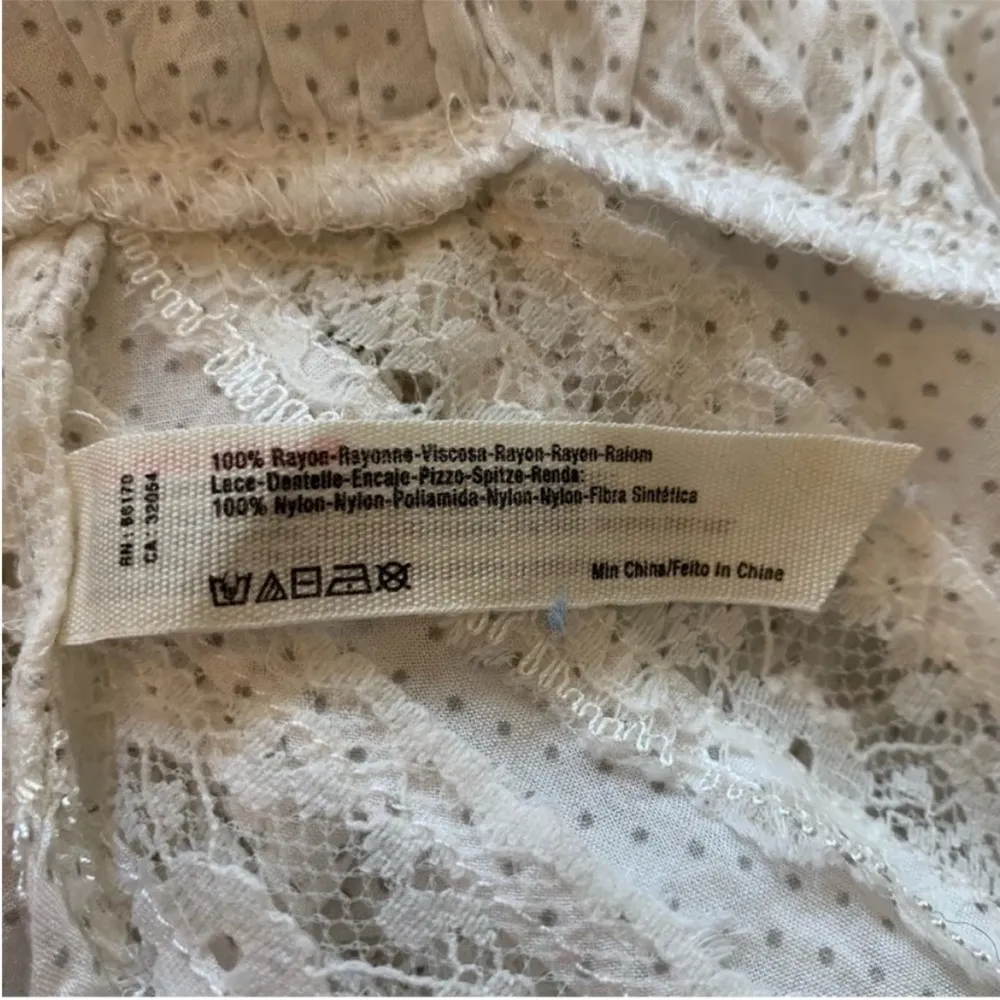 100% Rayon-Rayonne-Viscosa-Rayon-Rayon-Raiom
Lace-Dentelle-Encaje-Pizzo-Spitze-Renda:
100% Nylon-Nylon-Poliamida-Nylon-Nylon-Fibra Sintética
Min China/Feito In Chine
RN: 66170
CA: 32054